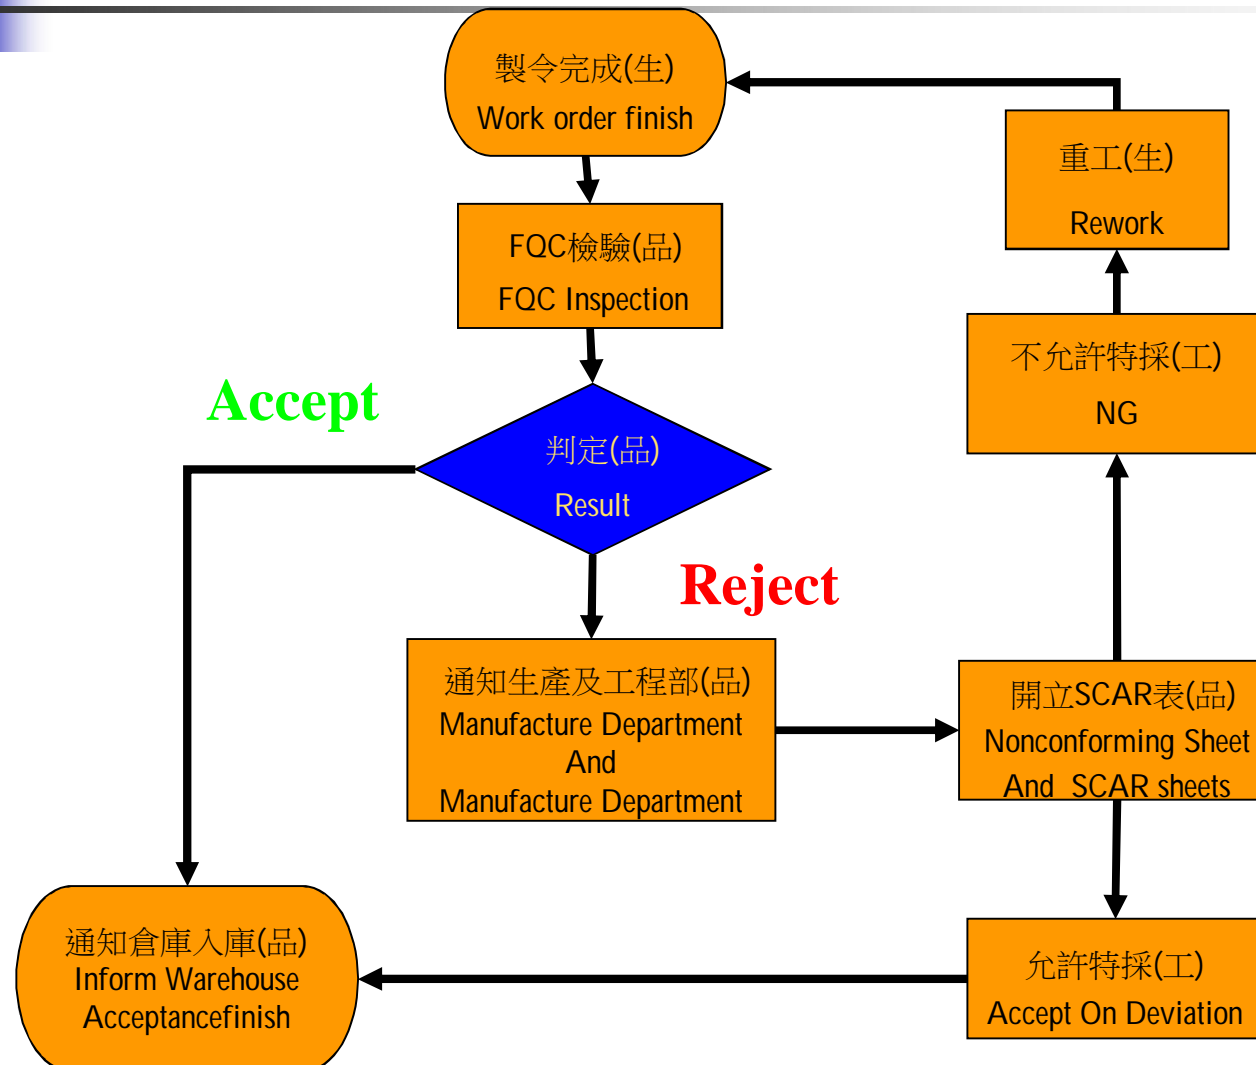 製令完成(生)
Work order finish
重工(生)
Rework
FQC檢驗(品)
FQC Inspection
不允許特採(工)
NG
Accept
判定(品)
Result
Reject
通知生產及工程部(品)
Manufacture Department
And
Manufacture Department
開立SCAR表(品)
Nonconforming Sheet
And SCAR sheets
通知倉庫入庫(品)
Inform Warehouse
Acceptancefinish
允許特採(工)
Accept On Deviation